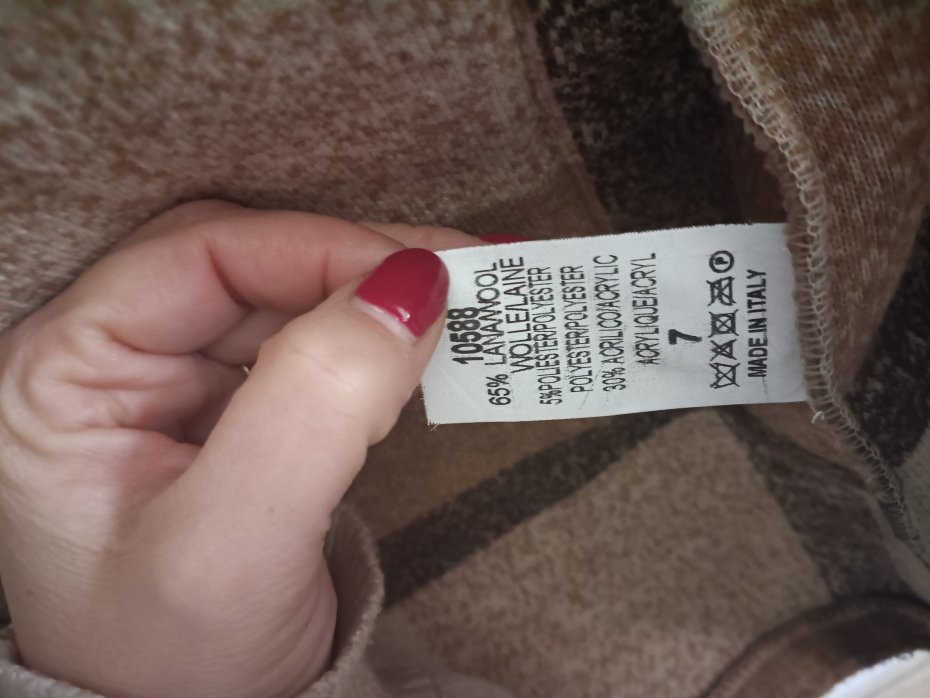 10588
65% LANA/WOOL
WOLLE/LAINE
5%POLIESTER/POLYESTER
POLYESTER/POLYESTER
30% ACRILICO/ACRYLIC
ACRYLIQUE/ACRYL
7
P
MADE IN ITALY